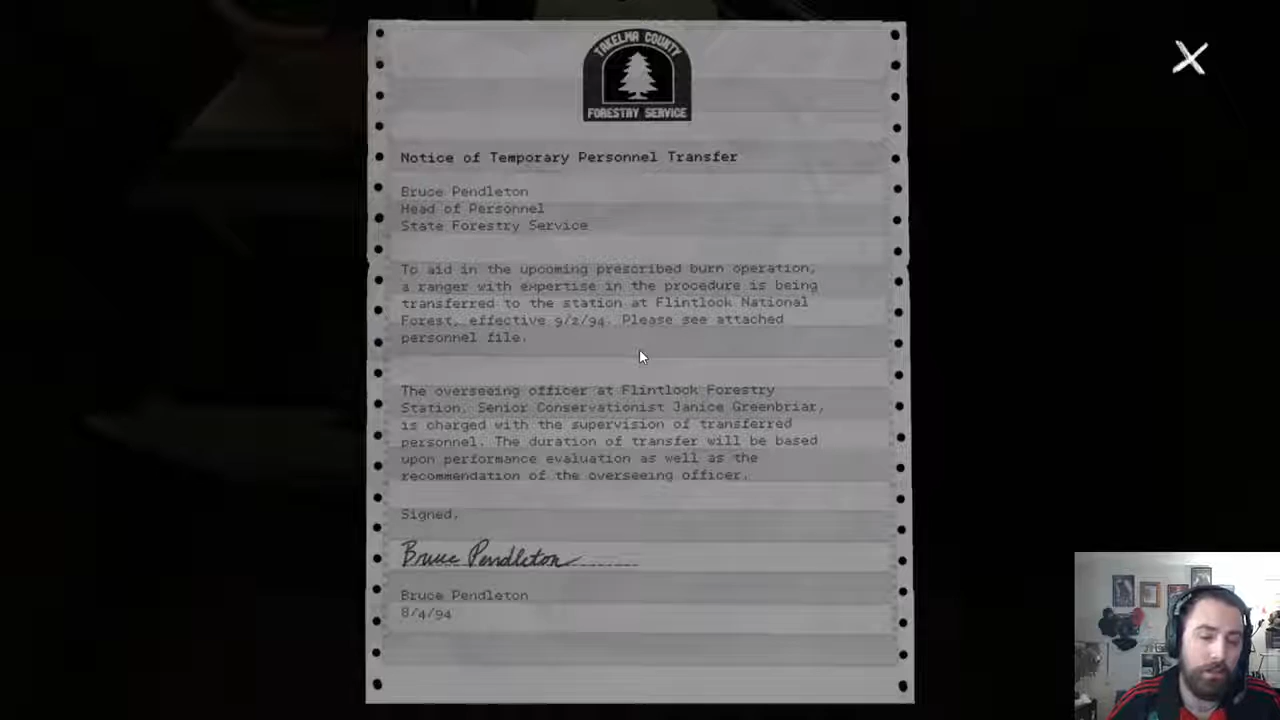 TAKELMA COUNTY
FORESTRY SERVICE
Notice of Temporary Personnel Transfer
Bruce Pendleton
Head of Personnel
State Forestry Service
To aid in the upcoming prescribed burn operation,
a ranger with expertise in the procedure is being
transferred to the station at Flintlock National
Forest, effective 9/2/94. Please see attached
personnel file.
The overseeing officer at Flintlock Forestry
Station, Senior Conservationist Janice Greenbriar,
is charged with the supervision of transferred
personnel. The duration of transfer will be based
upon performance evaluation as well as the
recommendation of the overseeing officer.
Signed,
Bruce Pendleton
Bruce Pendleton
8/4/94